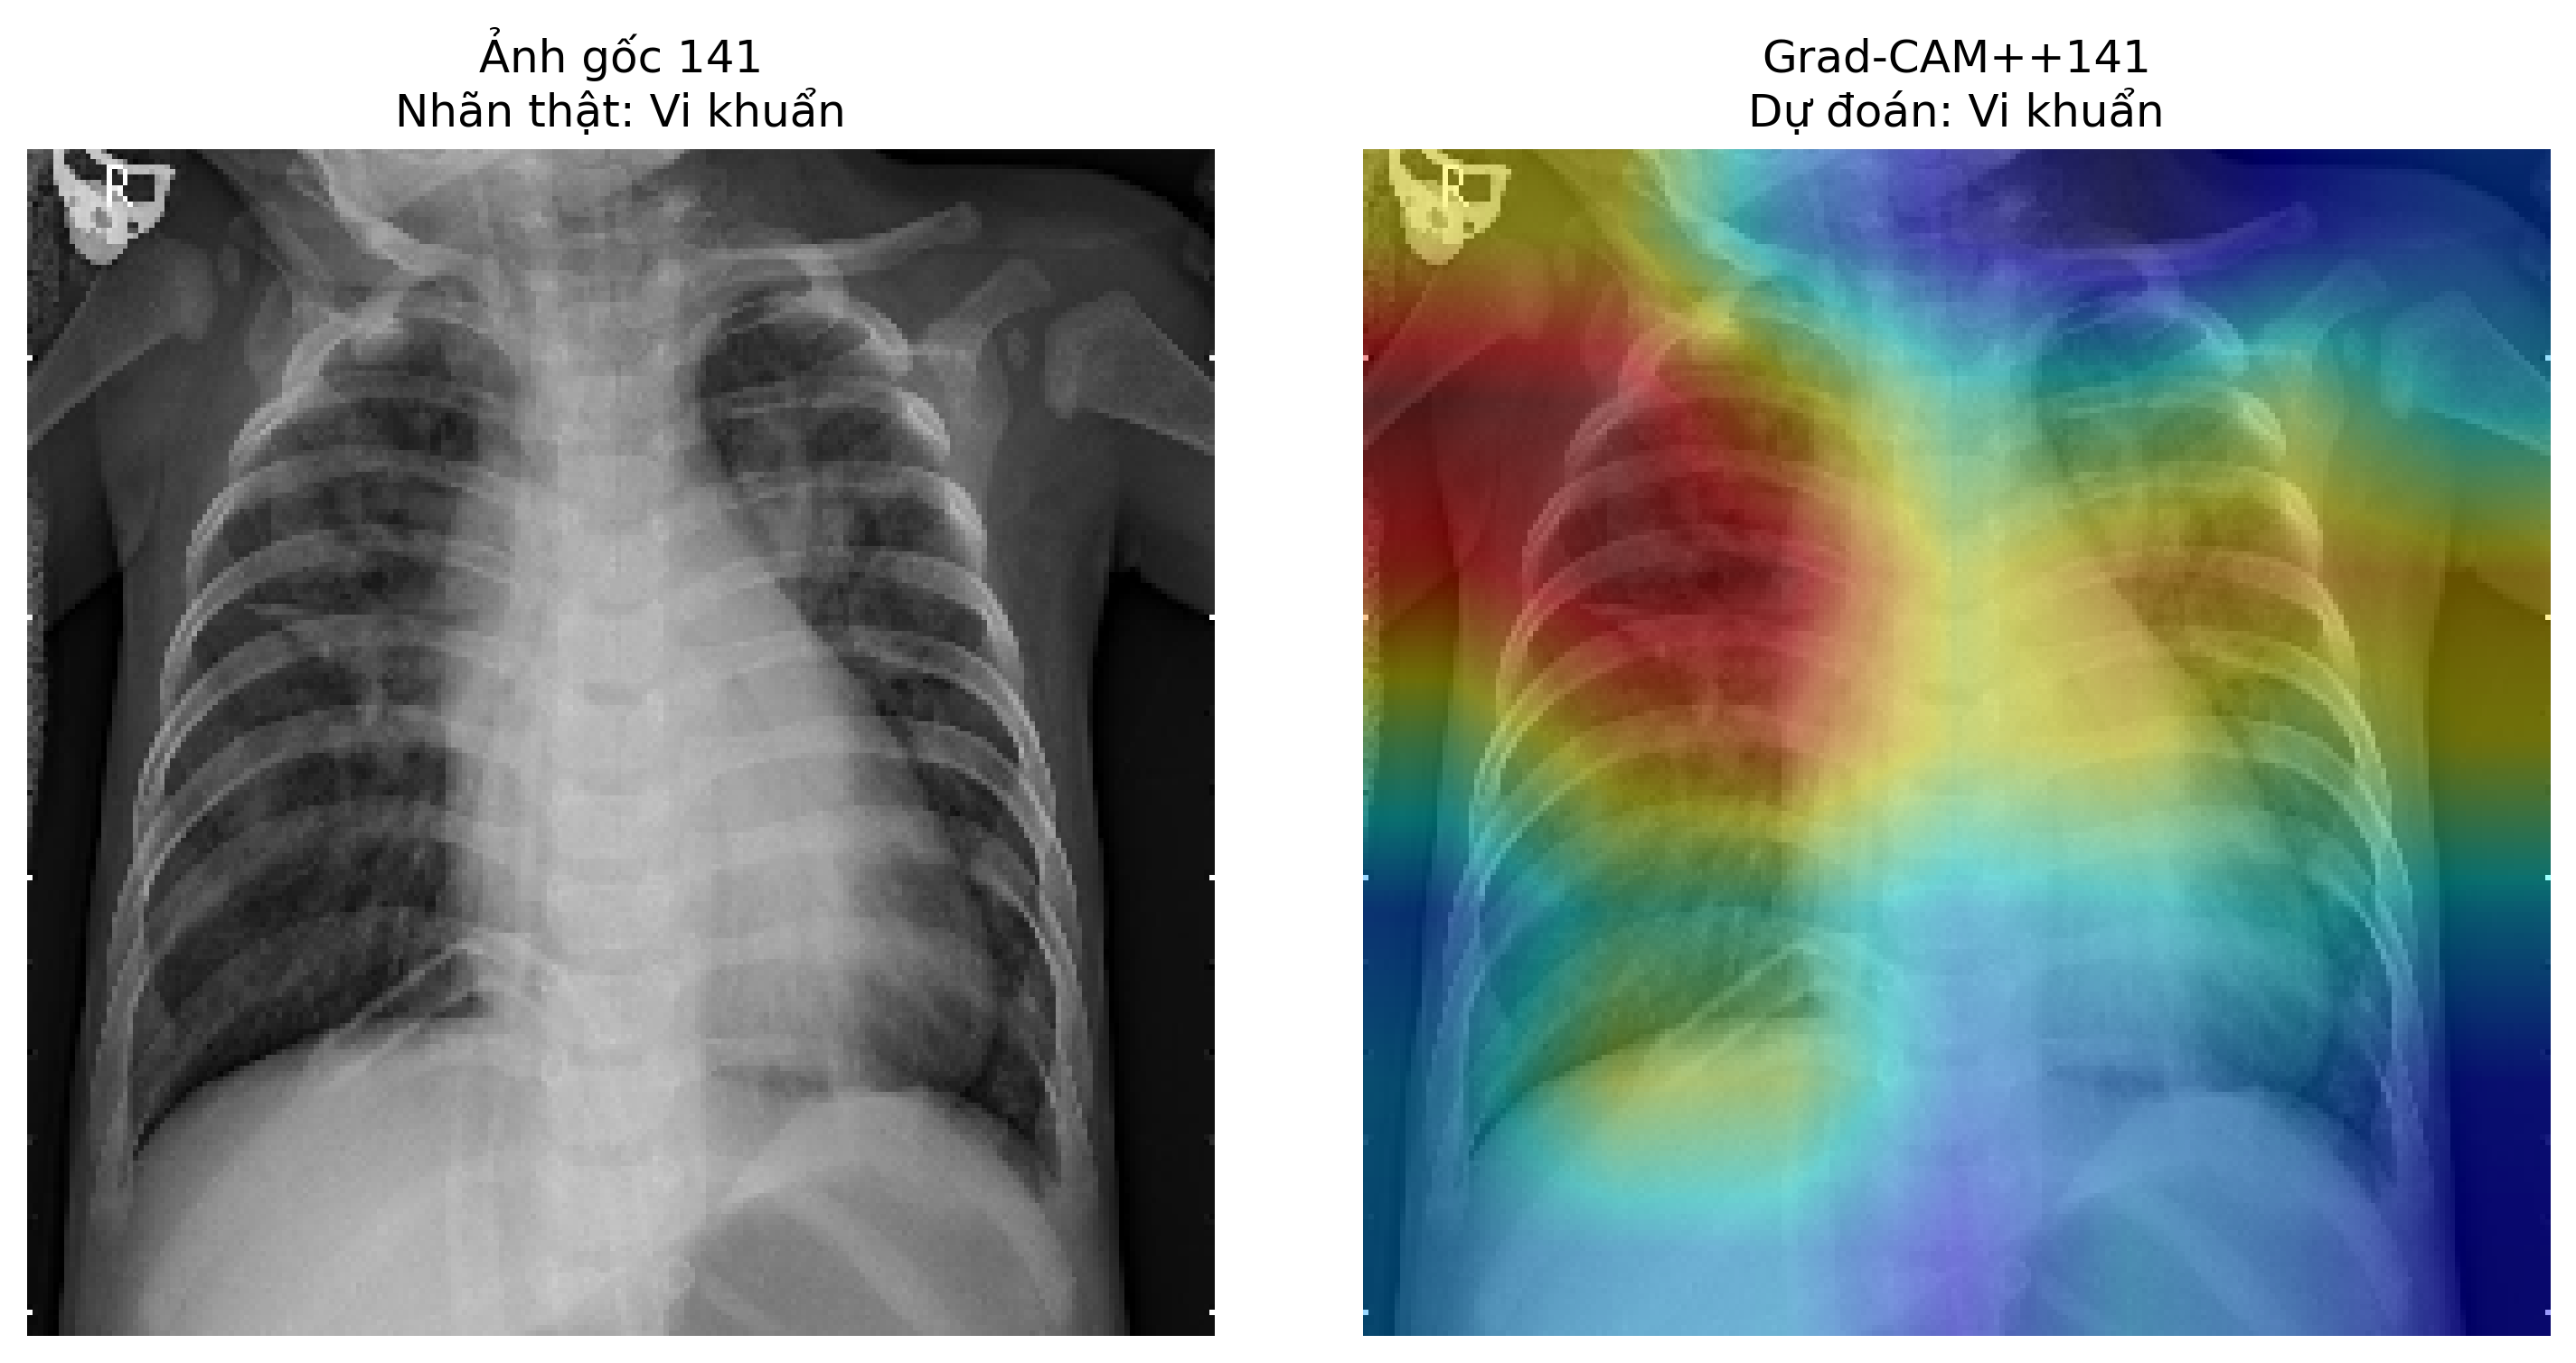 Ảnh gốc 141
Nhãn thật: Vi khuẩn
Grad-CAM++141
Dự đoán: Vi khuẩn